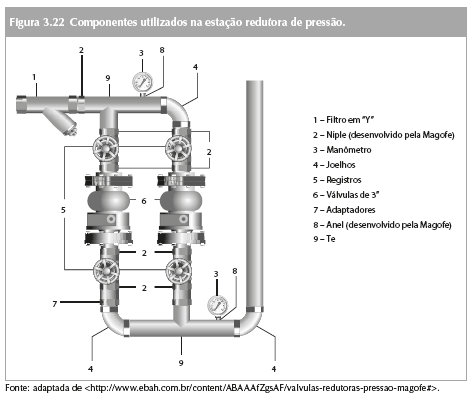 Figura 3.22 Componentes utilizados na estação redutora de pressão.
3
8
2
1
9
4
1 – Filtro em "Y"
2 – Niple (desenvolvido pela Magofe)
3 – Manômetro
4 – Joelhos
5 – Registros
6 – Válvulas de 3"
7 – Adaptadores
8 – Anel (desenvolvido pela Magofe)
9 – Te
2
5
6
2
3
8
2
7
4
9
4
Fonte: adaptada de <http://www.ebah.com.br/content/ABAAAfZgsAF/valvulas-redutoras-pressao-magofe#>.